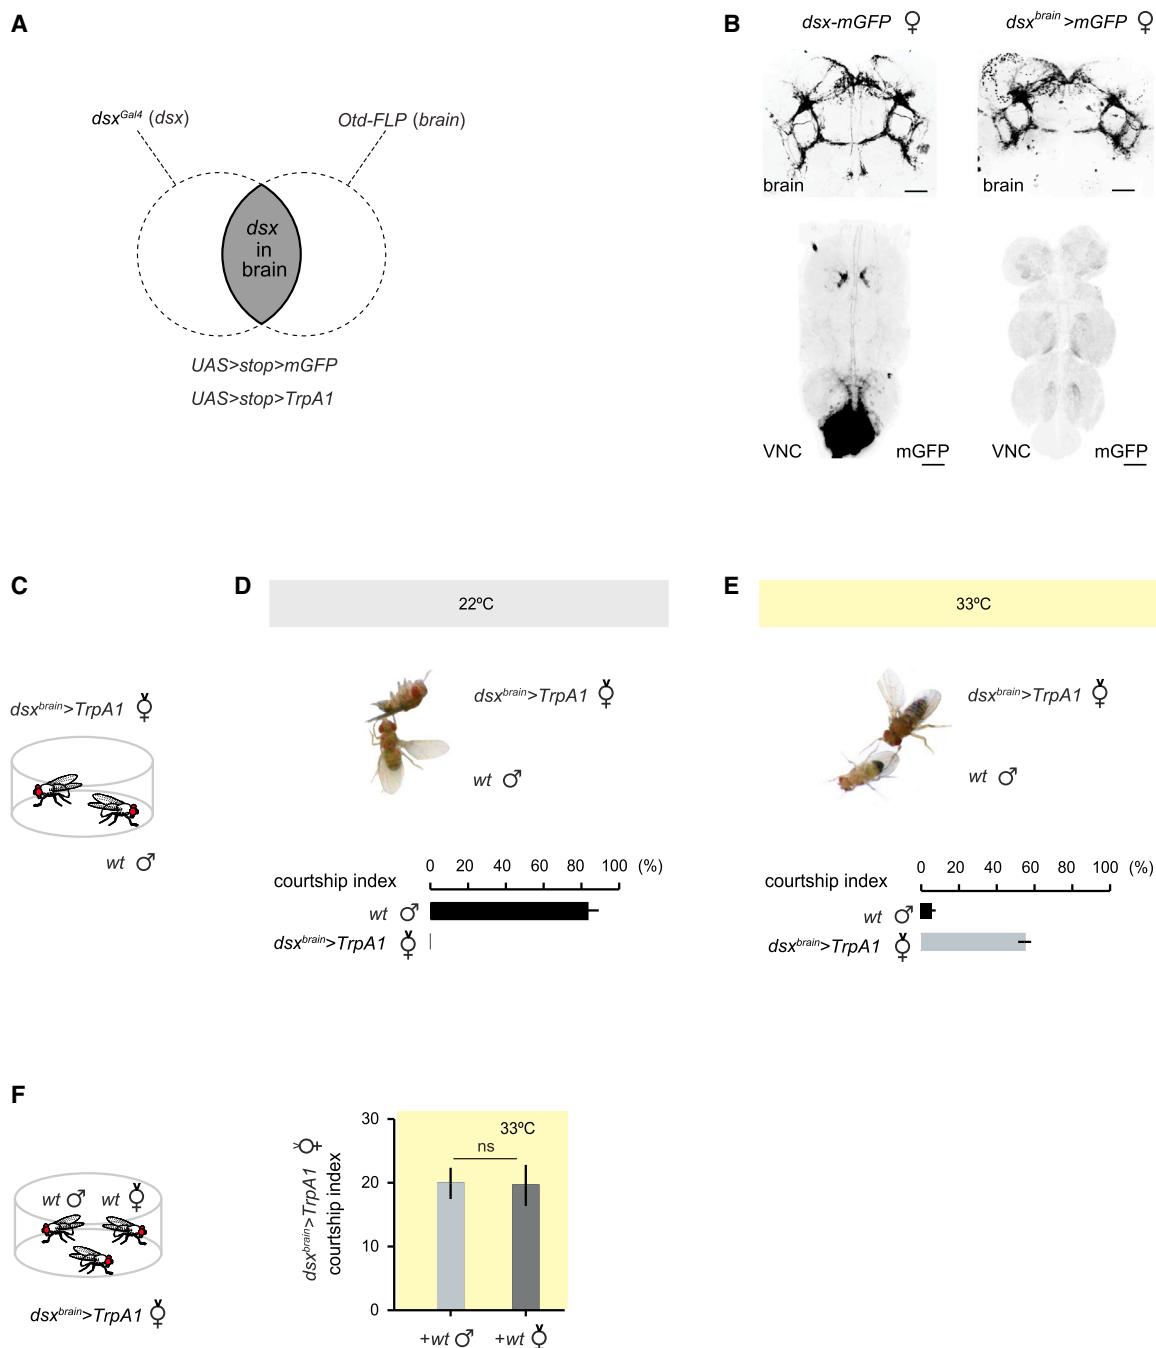 A
dsxGal4 (dsx)
Otd-FLP (brain)
dsx
in
brain
UAS>stop>mGFP
UAS>stop>TrpA1
B
dsx-mGFP ♀
dsxbrain>mGFP ♀
brain
brain
VNC
mGFP
VNC
mGFP
C
dsxbrain>TrpA1
wt ♂
D
22ºC
dsxbrain>TrpA1
wt ♂
0 20 40 60 80 100 (%)
courtship index
wt ♂
dsxbrain>TrpA1
E
33ºC
dsxbrain>TrpA1
wt ♂
0 20 40 60 80 100 (%)
courtship index
wt ♂
dsxbrain>TrpA1
F
wt ♂ wt ♀
dsxbrain>TrpA1
dsxbrain>TrpA1
courtship index
30
20
10
0
33ºC
ns
+wt ♂
+wt ♀